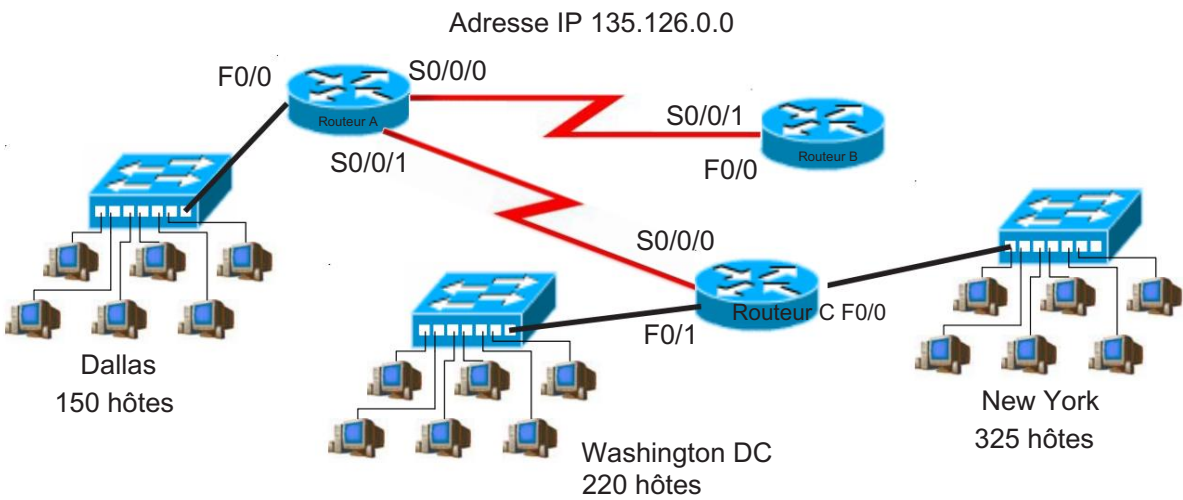 Adresse IP 135.126.0.0
F0/0
S0/0/0
Routeur A
S0/0/1
S0/0/1
Routeur B
F0/0
S0/0/0
Routeur C F0/0
F0/1
Dallas
150 hôtes
Washington DC
220 hôtes
New York
325 hôtes